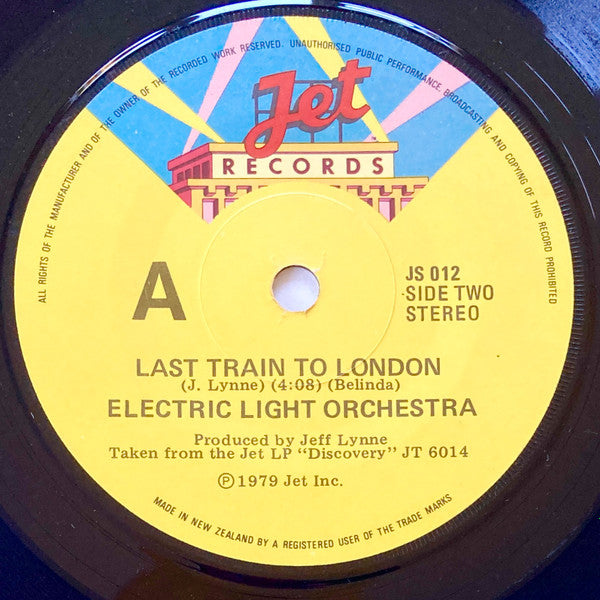 ALL RIGHTS OF THE MANUFACTURER AND OF THE OWNER OF THE RECORDED WORK RESERVED. UNAUTHORISED PUBLIC PERFORMANCE, BROADCASTING AND COPYING OF THIS RECORD PROHIBITED
Jet
RECORDS
A
JS 012
SIDE TWO
STEREO
LAST TRAIN TO LONDON
(J. Lynne) (4:08) (Belinda)
ELECTRIC LIGHT ORCHESTRA
Produced by Jeff Lynne
Taken from the Jet LP "Discovery" JT 6014
Ⓟ1979 Jet Inc.
MADE IN NEW ZEALAND BY A REGISTERED USER OF THE TRADE MARKS